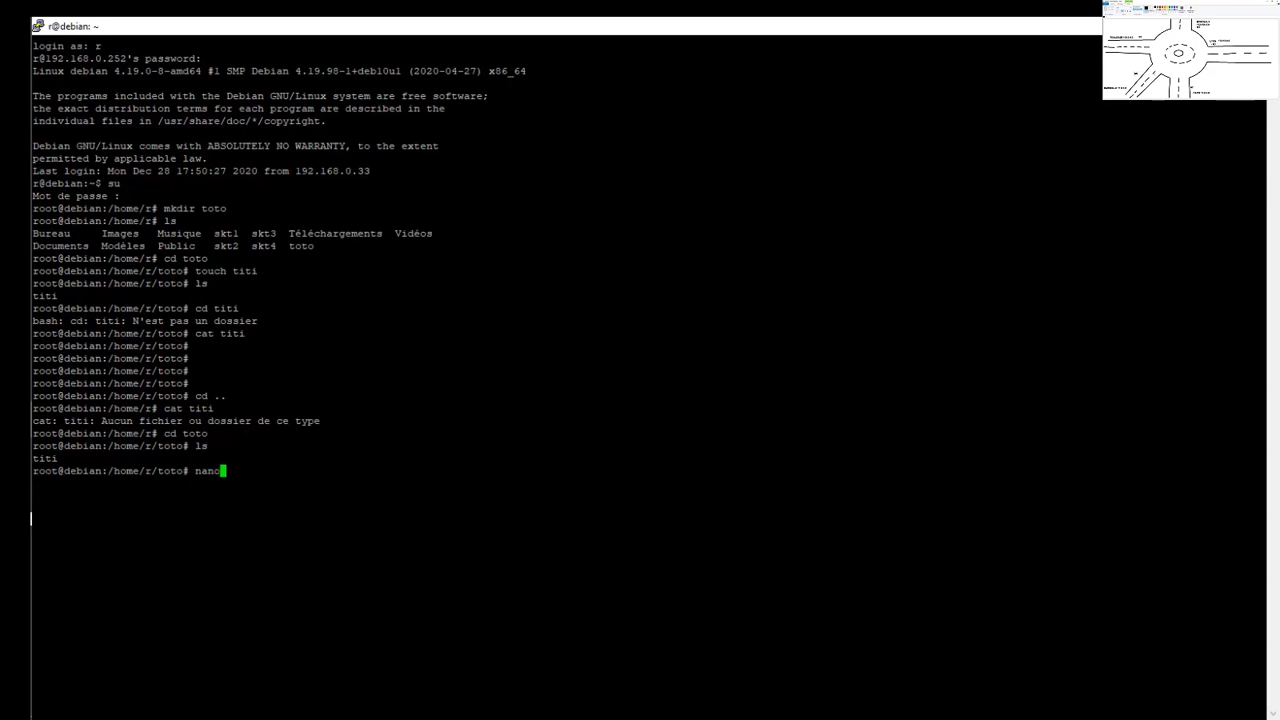 r@debian: ~
login as: r
r@192.168.0.252's password:
Linux debian 4.19.0-8-amd64 #1 SMP Debian 4.19.98-1+deb10u1 (2020-04-27) x86_64
The programs included with the Debian GNU/Linux system are free software;
the exact distribution terms for each program are described in the
individual files in /usr/share/doc/*/copyright.
Debian GNU/Linux comes with ABSOLUTELY NO WARRANTY, to the extent
permitted by applicable law.
Last login: Mon Dec 28 17:50:27 2020 from 192.168.0.33
r@debian:~$ su
Mot de passe :
root@debian:/home/r# mkdir toto
root@debian:/home/r# ls
Bureau Images Musique skt1 skt3 Téléchargements Vidéos
Documents Modèles Public skt2 skt4 toto
root@debian:/home/r# cd toto
root@debian:/home/r/toto# touch titi
root@debian:/home/r/toto# ls
titi
root@debian:/home/r/toto# cd titi
bash: cd: titi: N'est pas un dossier
root@debian:/home/r/toto# cat titi
root@debian:/home/r/toto#
root@debian:/home/r/toto#
root@debian:/home/r/toto#
root@debian:/home/r/toto#
root@debian:/home/r/toto# cd ..
root@debian:/home/r# cat titi
cat: titi: Aucun fichier ou dossier de ce type
root@debian:/home/r# cd toto
root@debian:/home/r/toto# ls
titi
root@debian:/home/r/toto# nano